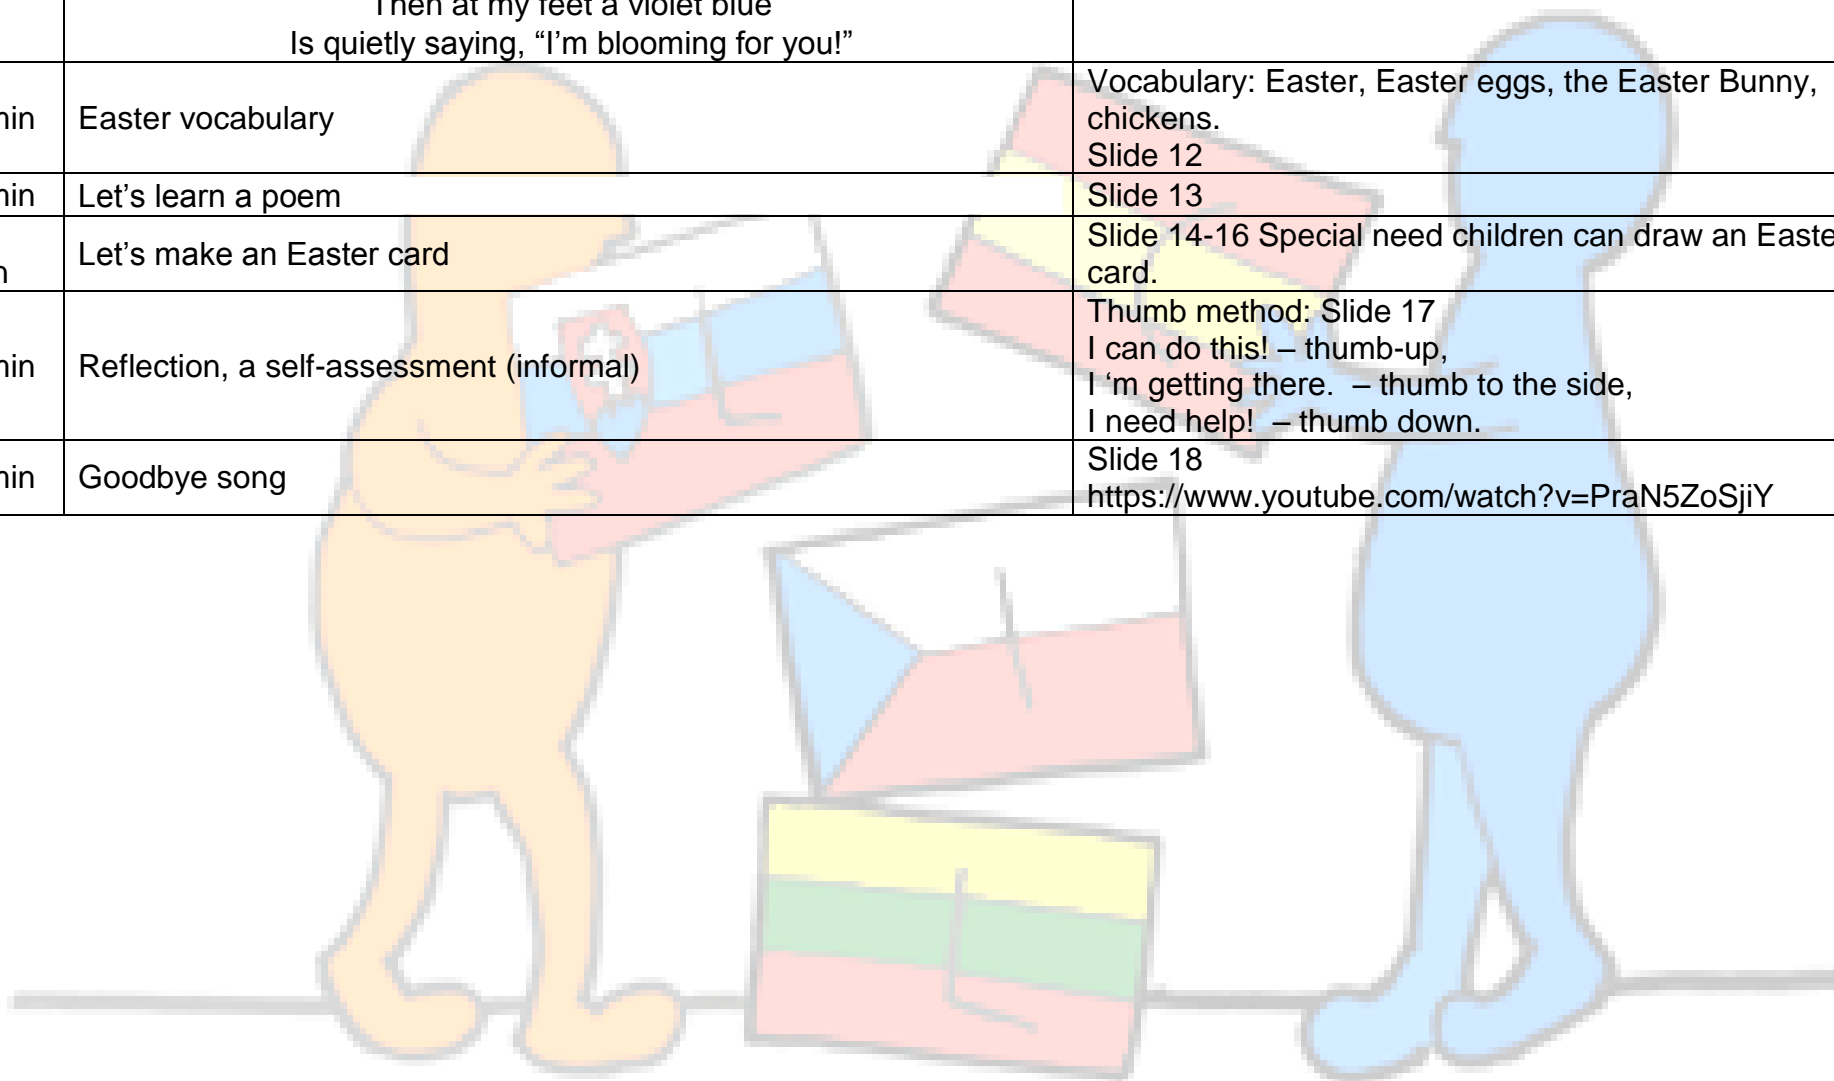 Then at my feet a violet blue
Is quietly saying, “I’m blooming for you!”
min Easter vocabulary
Vocabulary: Easter, Easter eggs, the Easter Bunny,
chickens.
Slide 12
min Let’s learn a poem
Slide 13
Let’s make an Easter card
Slide 14-16 Special need children can draw an Easte
card.
min Reflection, a self-assessment (informal)
Thumb method: Slide 17
I can do this! – thumb-up,
I ‘m getting there.  – thumb to the side,
I need help!  – thumb down.
min Goodbye song
Slide 18
https://www.youtube.com/watch?v=PraN5ZoSjiY